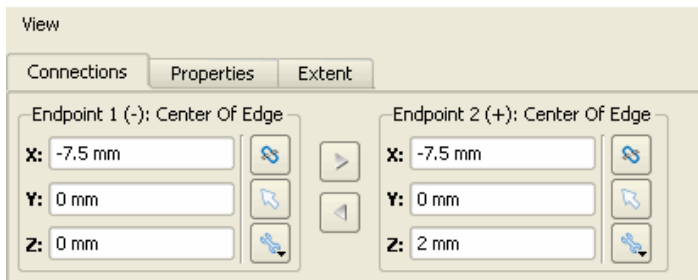 View
Connections Properties Extent
Endpoint 1 (-): Center Of Edge Endpoint 2 (+): Center Of Edge
X: -7.5 mm X: -7.5 mm
Y: 0 mm Y: 0 mm
Z: 0 mm Z: 2 mm